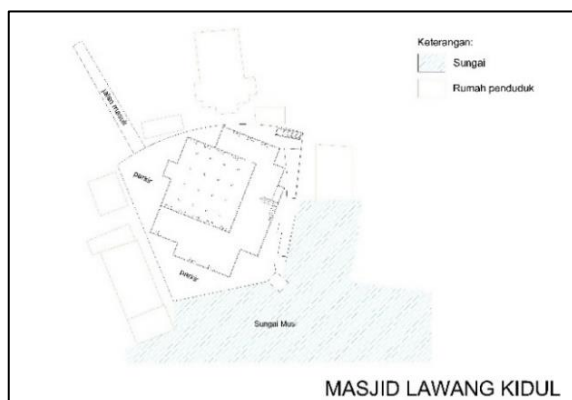 Keterangan:
Sungai
Rumah penduduk
jalan masuk
parkir
parkir
Sungai Musi
MASJID LAWANG KIDUL